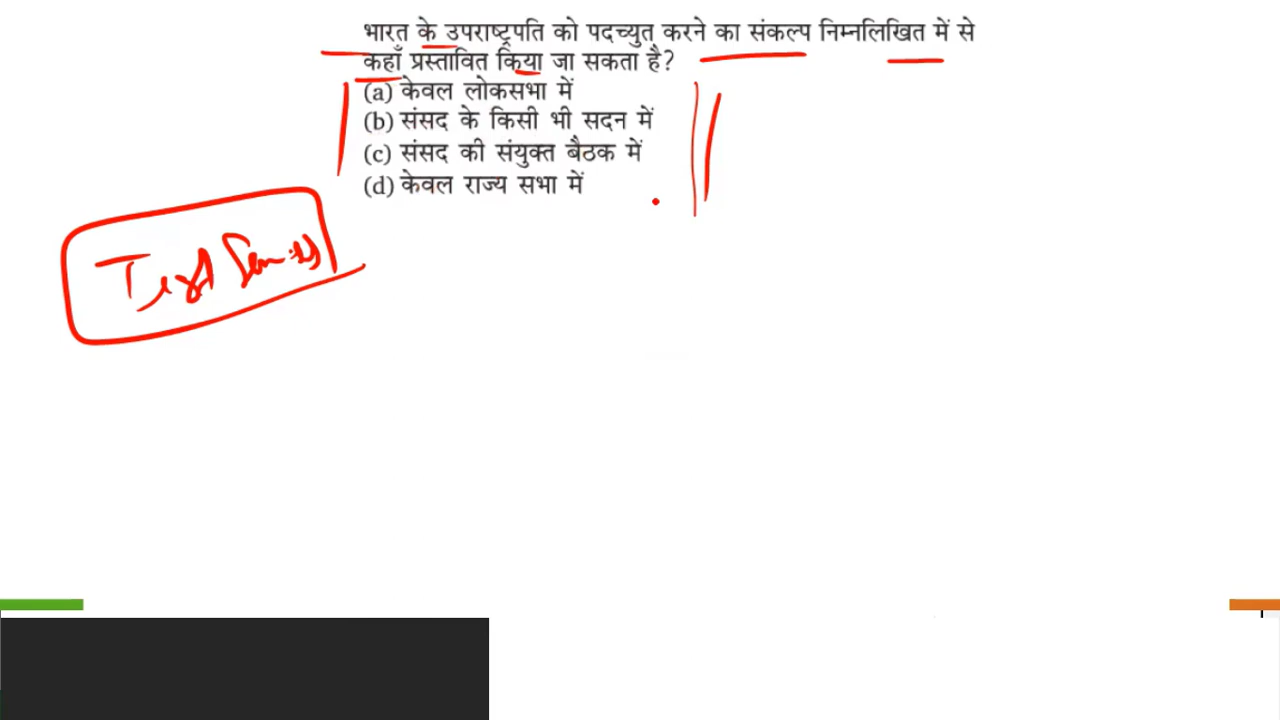 भारत के उपराष्ट्रपति को पदच्युत करने का संकल्प निम्नलिखित में से
कहाँ प्रस्तावित किया जा सकता है?
(a) केवल लोकसभा में
(b) संसद के किसी भी सदन में
(c) संसद की संयुक्त बैठक में
(d) केवल राज्य सभा में